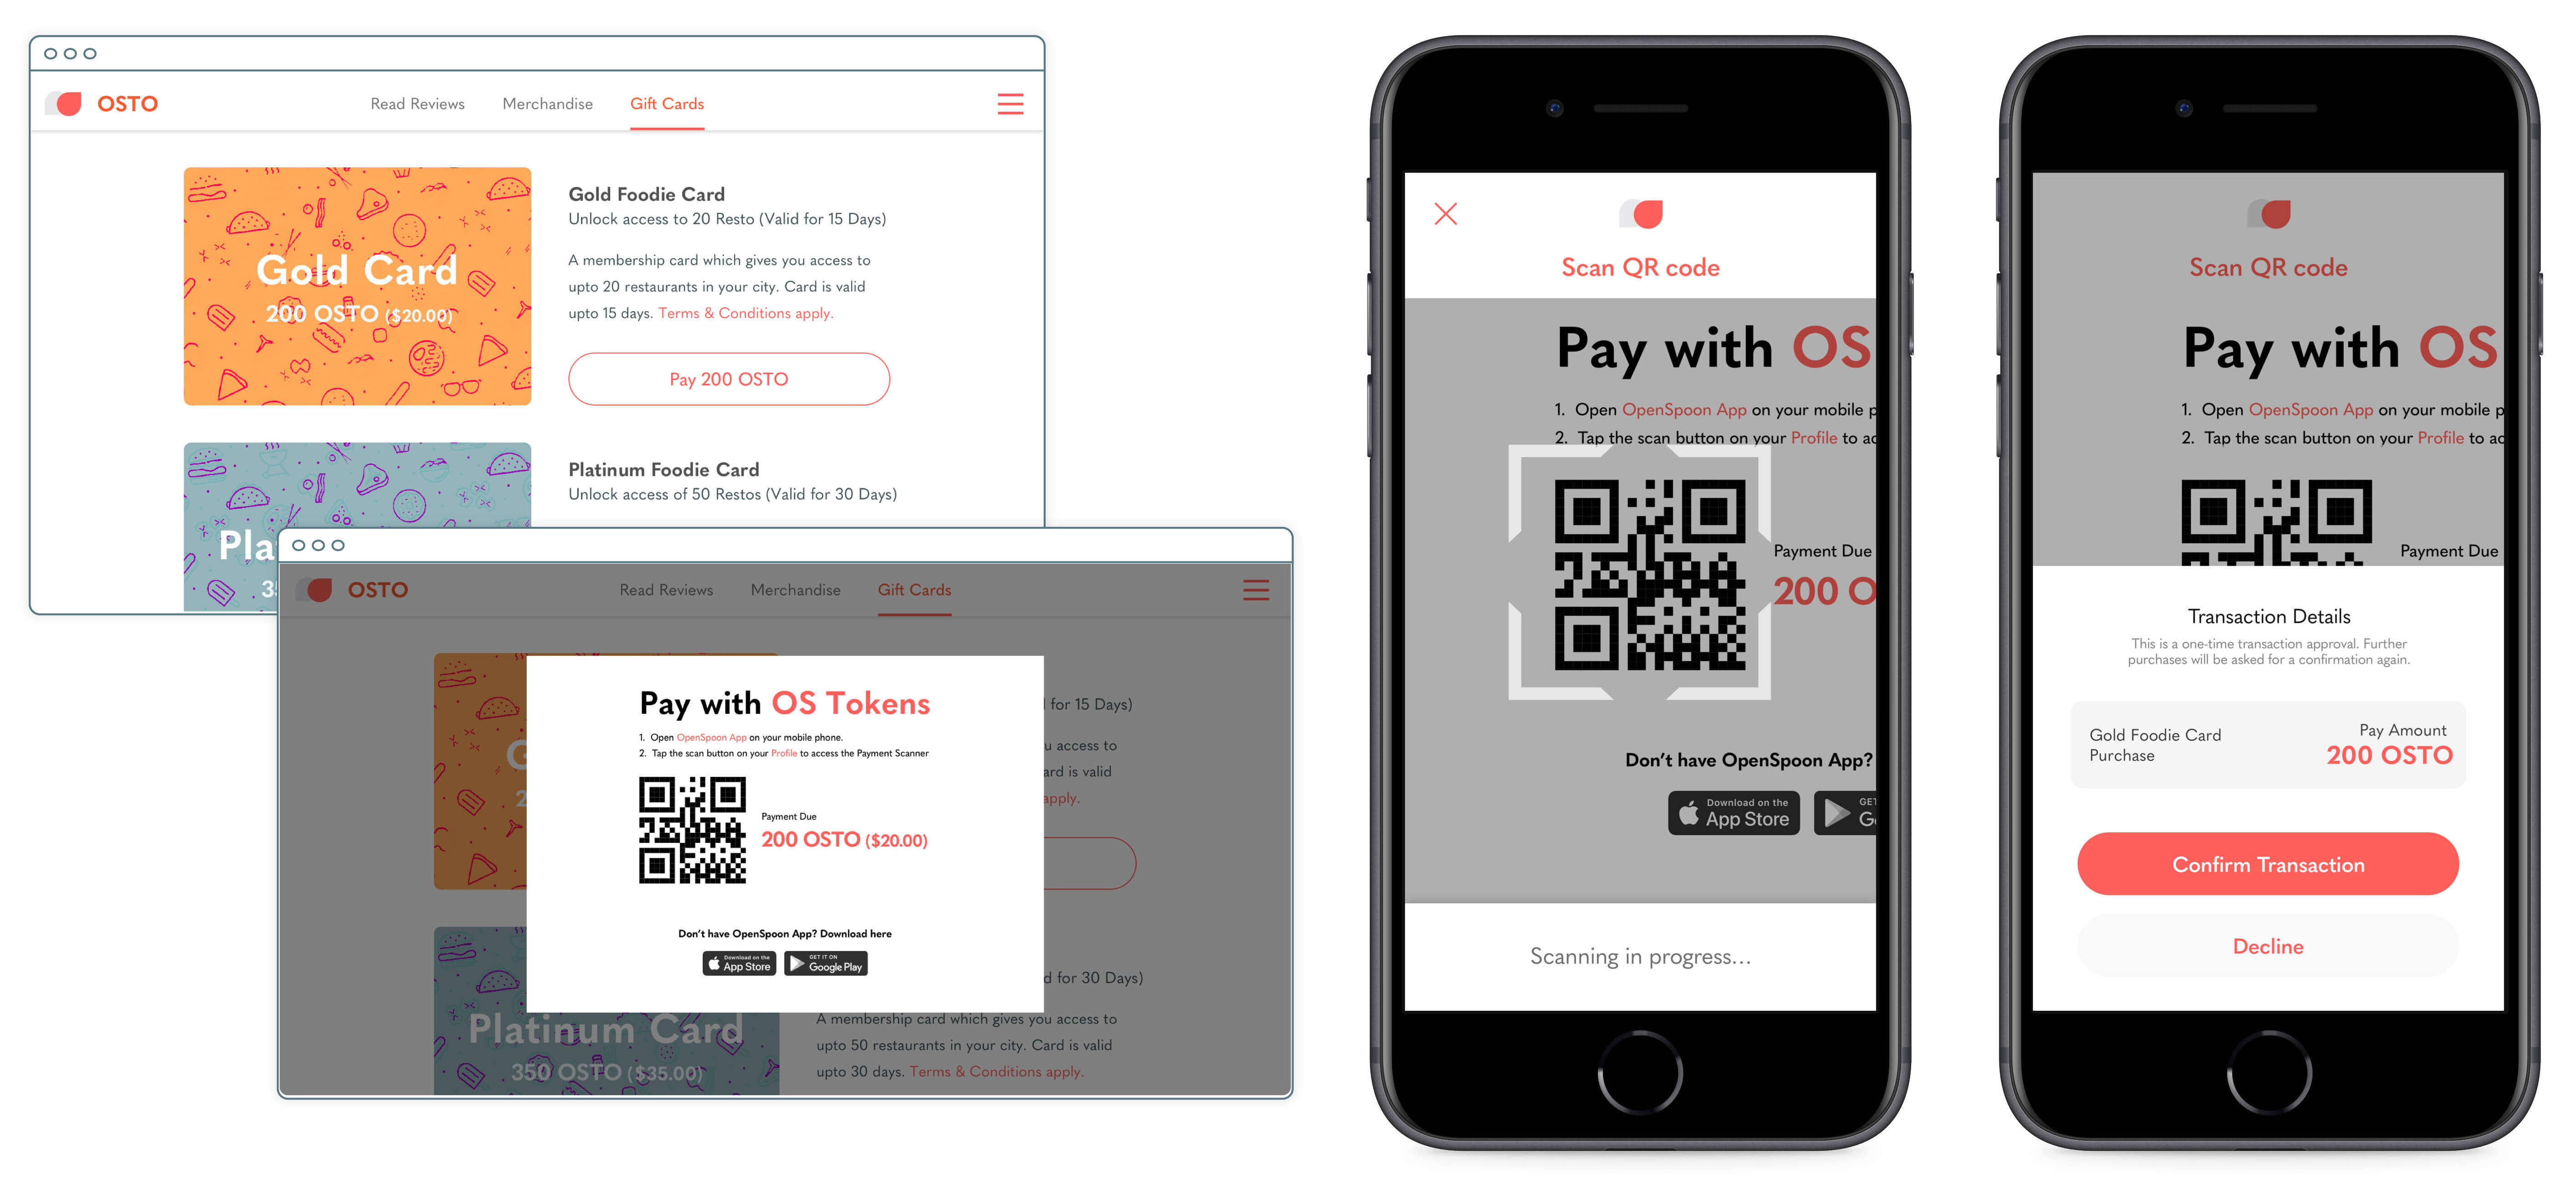 OSTO
Read Reviews
Merchandise
Gift Cards
Gold Card
200 OSTO ($20.00)
Gold Foodie Card
Unlock access to 20 Resto (Valid for 15 Days)
A membership card which gives you access to
upto 20 restaurants in your city. Card is valid
upto 15 days. Terms & Conditions apply.
Pay 200 OSTO
Platinum Foodie Card
Unlock access of 50 Restos (Valid for 30 Days)
OSTO
Read Reviews
Merchandise
Gift Cards
for 15 Days)
access to
ard is valid
apply.
Pay with OS Tokens
1. Open OpenSpoon App on your mobile phone.
2. Tap the scan button on your Profile to access the Payment Scanner
Payment Due
200 OSTO ($20.00)
Don't have OpenSpoon App? Download here
Download on the
App Store
GET IT ON
Google Play
d for 30 Days)
Platinum Card
350 OSTO ($35.00)
A membership card which gives you access to
upto 50 restaurants in your city. Card is valid
upto 30 days. Terms & Conditions apply.
Scan QR code
Pay with OS
1. Open OpenSpoon App on your mobile p
2. Tap the scan button on your Profile to ac
Payment Due
200 O
Don't have OpenSpoon App?
Download on the
App Store
GET
G
Scanning in progress...
Scan QR code
Pay with OS
1. Open OpenSpoon App on your mobile p
2. Tap the scan button on your Profile to ac
Payment Due
Transaction Details
This is a one-time transaction approval. Further
purchases will be asked for a confirmation again.
Gold Foodie Card
Purchase
Pay Amount
200 OSTO
Confirm Transaction
Decline